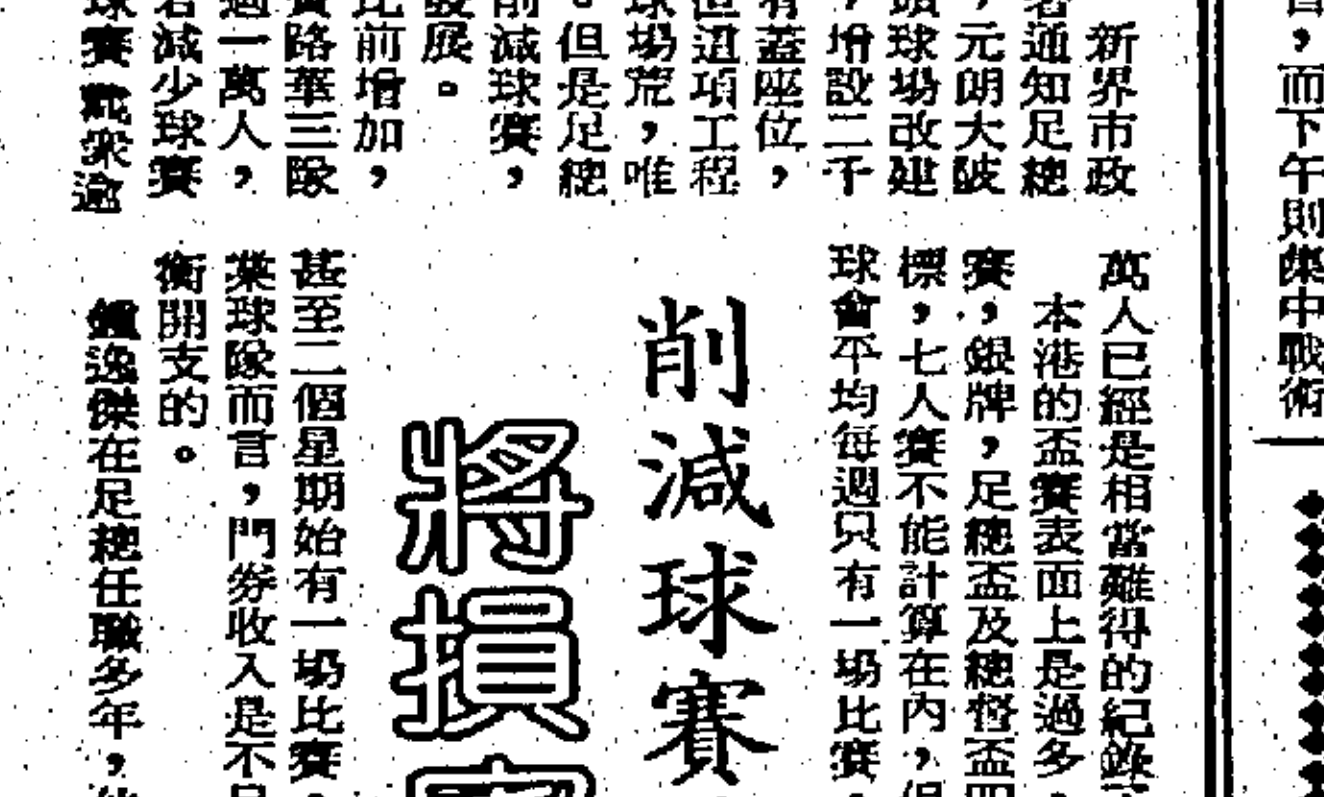 ，而下午則集中戰術
新界市政
通知足總
，元朗大陂
球場改建
，增設二千
有蓋座位，
但這項工程
球場荒，唯
。但是足總
削減球賽，
發展。
比前增加，
賽路華三隊
過一萬人，
若減少球賽
球賽
萬人已經是相當難得的紀錄
本港的盃賽表面上是過多，
賽，銀牌，足總盃及總督盃四
標，七人賽不能計算在內，但
球會平均每週只有一場比賽，
削減球賽
將損害
甚至二個星期始有一場比賽，
業球隊而言，門券收入是不足
衡開支的。
鍾逸傑在足總任職多年，